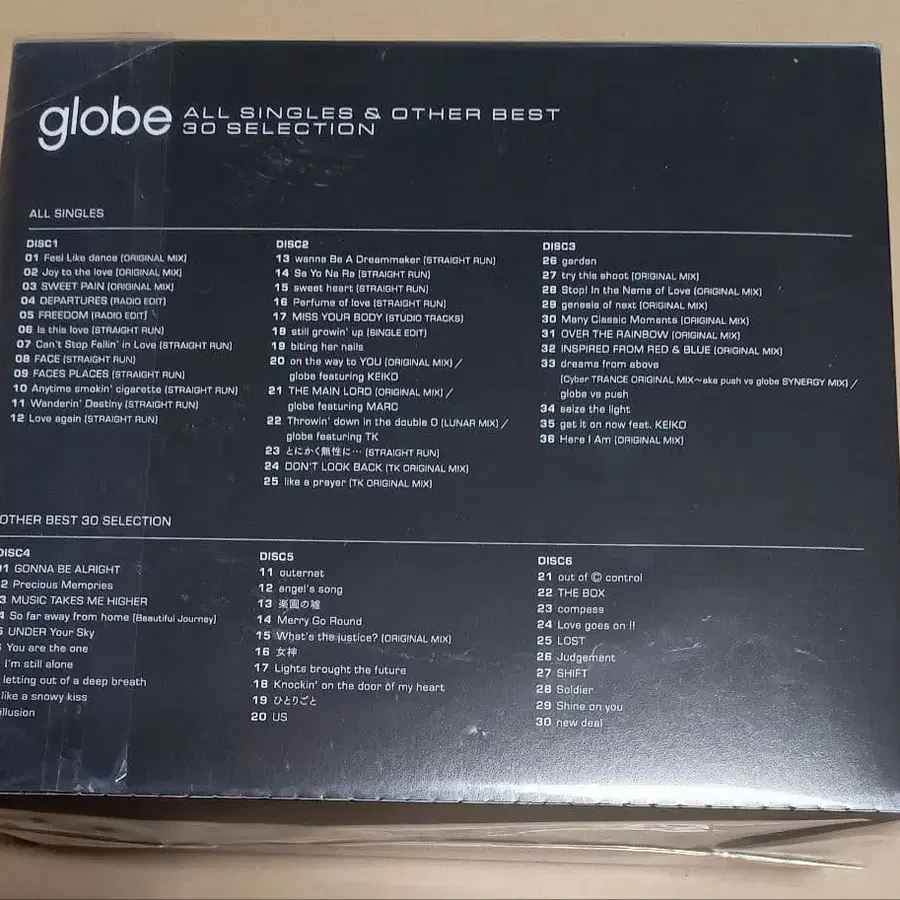 globe ALL SINGLES & OTHER BEST
30 SELECTION
ALL SINGLES
DISC1
01 Feel Like dance (ORIGINAL MIX)
02 Joy to the love (ORIGINAL MIX)
03 SWEET PAIN (ORIGINAL MIX)
04 DEPARTURES (RADIO EDIT)
05 FREEDOM (RADIO EDIT)
06 Is this love (STRAIGHT RUN)
07 Can't Stop Fallin' in Love (STRAIGHT RUN)
08 FACE (STRAIGHT RUN)
09 FACES PLACES (STRAIGHT RUN)
10 Anytime smokin' cigarette (STRAIGHT RUN)
11 Wanderin' Destiny (STRAIGHT RUN)
12 Love again (STRAIGHT RUN)
DISC2
13 wanna Be A Dreammaker (STRAIGHT RUN)
14 Sa Yo Na Ra (STRAIGHT RUN)
15 sweet heart (STRAIGHT RUN)
16 Perfume of love (STRAIGHT RUN)
17 MISS YOUR BODY (STUDIO TRACKS)
18 still growin' up (SINGLE EDIT)
19 biting her nails
20 on the way to YOU (ORIGINAL MIX) /
globe featuring KEIKO
21 THE MAIN LORD (ORIGINAL MIX) /
globe featuring MARC
22 Throwin' down in the double 0 (LUNAR MIX) /
globe featuring TK
23 とにかく無性に… (STRAIGHT RUN)
24 DON'T LOOK BACK (TK ORIGINAL MIX)
25 like a prayer (TK ORIGINAL MIX)
DISC3
26 garden
27 try this shoot (ORIGINAL MIX)
28 Stop! In the Name of Love (ORIGINAL MIX)
29 genesis of next (ORIGINAL MIX)
30 Many Classic Moments (ORIGINAL MIX)
31 OVER THE RAINBOW (ORIGINAL MIX)
32 INSPIRED FROM RED & BLUE (ORIGINAL MIX)
33 dreams from above
(Cyber TRANCE ORIGINAL MIX~aka push vs globe SYNERGY MIX) /
globe vs push
34 seize the light
35 get it on now feat. KEIKO
36 Here I Am (ORIGINAL MIX)
OTHER BEST 30 SELECTION
DISC4
01 GONNA BE ALRIGHT
2 Precious Memories
3 MUSIC TAKES ME HIGHER
4 So far away from home (Beautiful Journey)
5 UNDER Your Sky
You are the one
I'm still alone
letting out of a deep breath
like a snowy kiss
illusion
DISC5
11 outernet
12 angel's song
13 楽園の嘘
14 Merry Go Round
15 What's the justice? (ORIGINAL MIX)
16 女神
17 Lights brought the future
18 Knockin' on the door of my heart
19 ひとりごと
20 US
DISC6
21 out of © control
22 THE BOX
23 compass
24 Love goes on !!
25 LOST
26 Judgement
27 SHIFT
28 Soldier
29 Shine on you
30 new deal